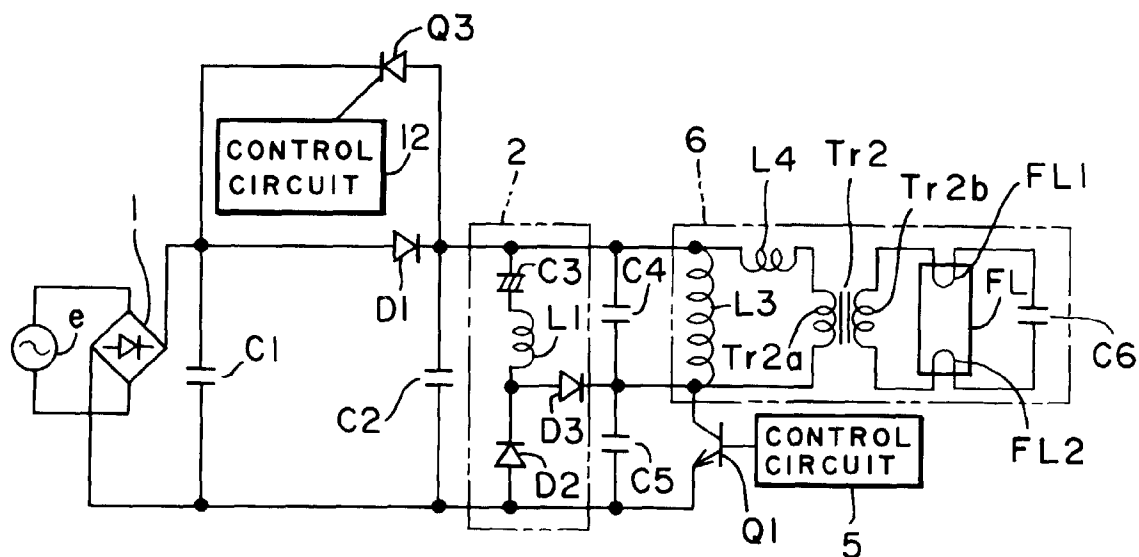 Q3
CONTROL
CIRCUIT
12
2
6
L4
Tr2
Tr2b
FL1
1
e
C1
D1
C3
C4
L3
FL
L1
Tr2a
C6
C2
D3
D2
C5
CONTROL
CIRCUIT
FL2
Q1
5